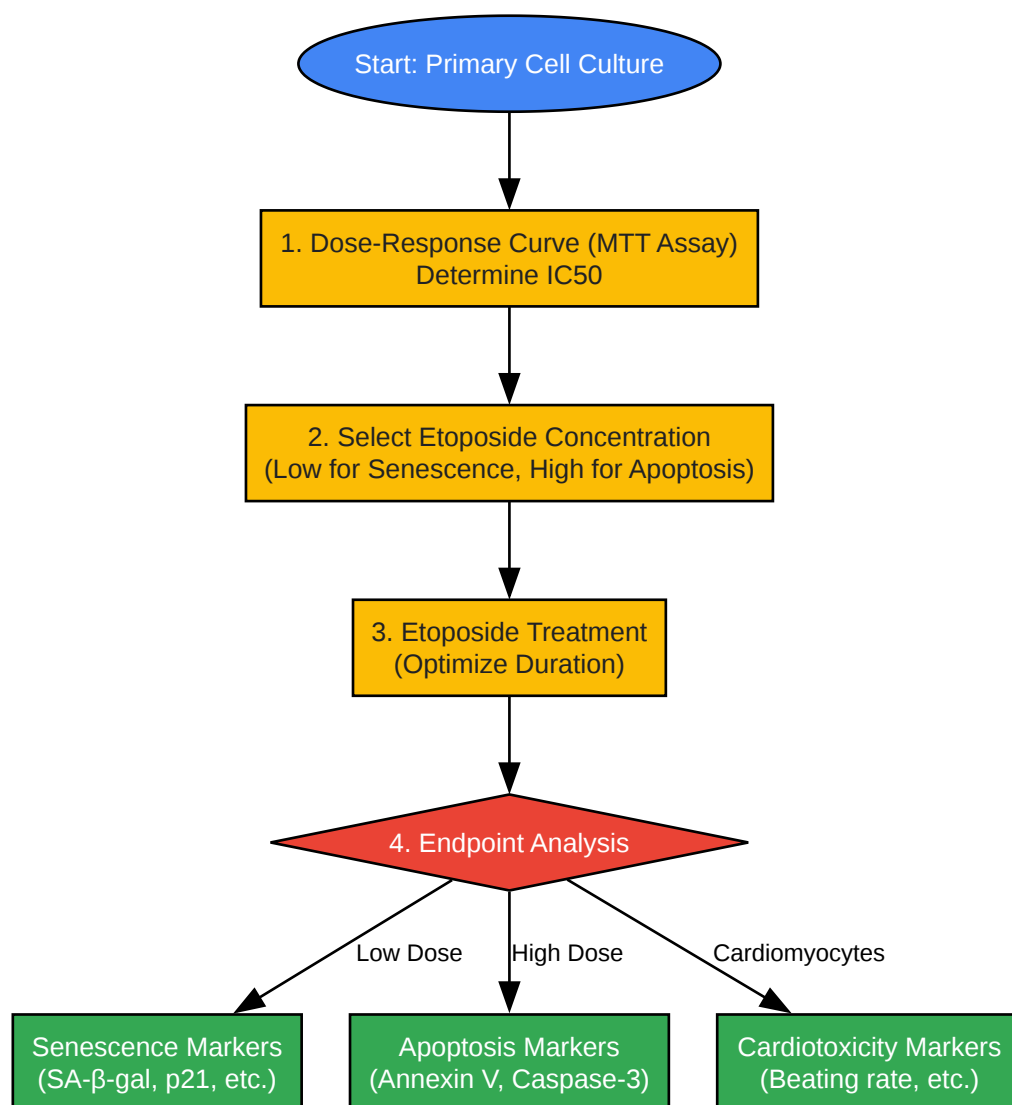 Start: Primary Cell Culture
1. Dose-Response Curve (MTT Assay)
Determine IC50
2. Select Etoposide Concentration
(Low for Senescence, High for Apoptosis)
3. Etoposide Treatment
(Optimize Duration)
4. Endpoint Analysis
Low Dose
High Dose
Cardiomyocytes
Senescence Markers
(SA-β-gal, p21, etc.)
Apoptosis Markers
(Annexin V, Caspase-3)
Cardiotoxicity Markers
(Beating rate, etc.)